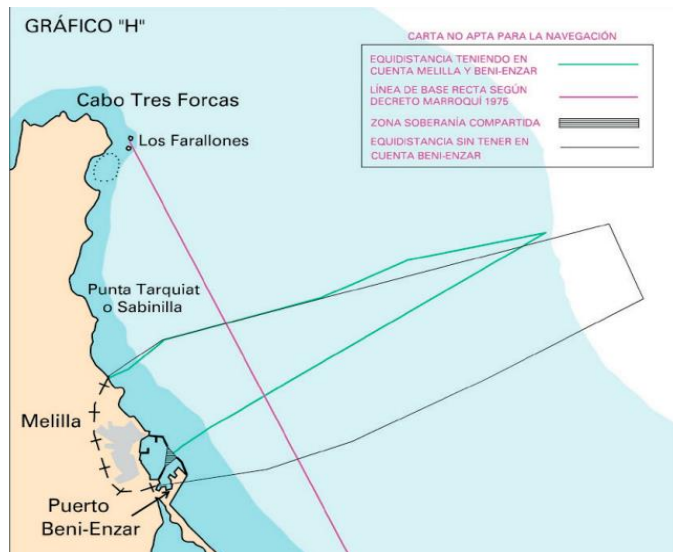 GRÁFICO "H"
CARTA NO APTA PARA LA NAVEGACIÓN
EQUIDISTANCIA TENIENDO EN
CUENTA MELILLA Y BENI-ENZAR
LÍNEA DE BASE RECTA SEGÚN
DECRETO MARROQUÍ 1975
ZONA SOBERANÍA COMPARTIDA
EQUIDISTANCIA SIN TENER EN
CUENTA BENI-ENZAR
Cabo Tres Forcas
Los Farallones
Punta Tarquiat
o Sabinilla
Melilla
Puerto
Beni-Enzar